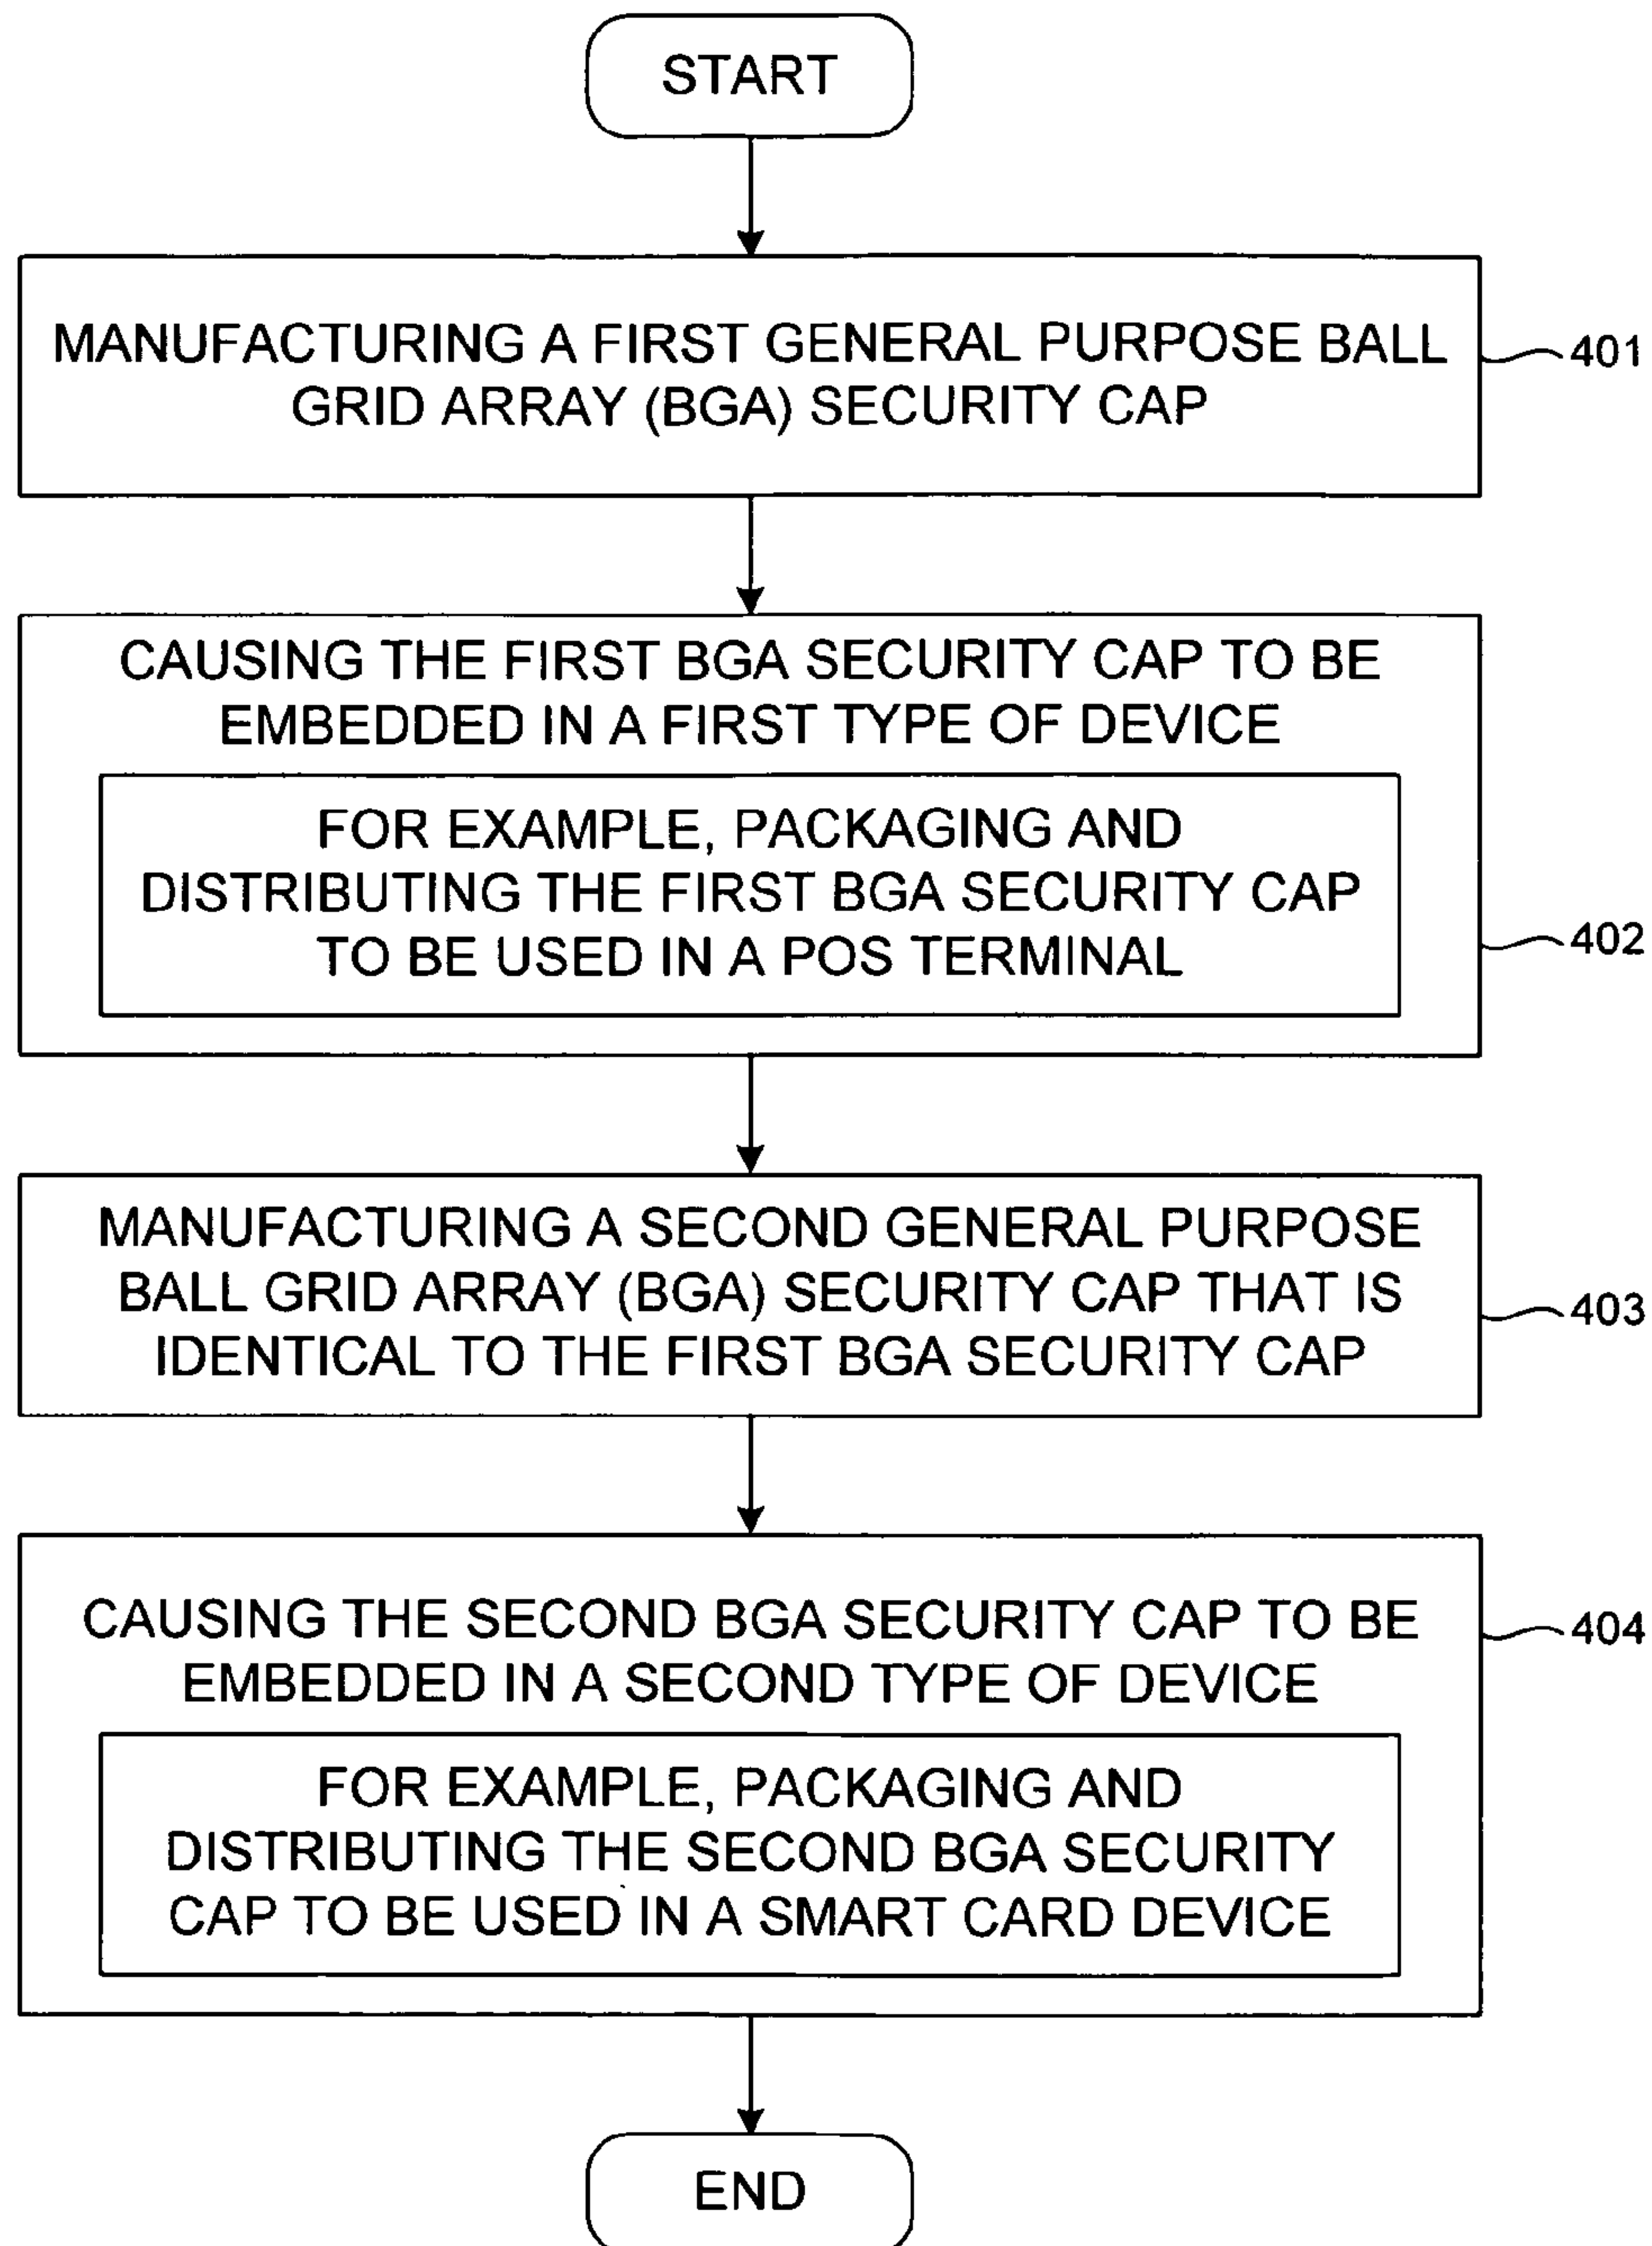 START
MANUFACTURING A FIRST GENERAL PURPOSE BALL
GRID ARRAY (BGA) SECURITY CAP
401
CAUSING THE FIRST BGA SECURITY CAP TO BE
EMBEDDED IN A FIRST TYPE OF DEVICE
FOR EXAMPLE, PACKAGING AND
DISTRIBUTING THE FIRST BGA SECURITY CAP
TO BE USED IN A POS TERMINAL
402
MANUFACTURING A SECOND GENERAL PURPOSE
BALL GRID ARRAY (BGA) SECURITY CAP THAT IS
IDENTICAL TO THE FIRST BGA SECURITY CAP
403
CAUSING THE SECOND BGA SECURITY CAP TO BE
EMBEDDED IN A SECOND TYPE OF DEVICE
404
FOR EXAMPLE, PACKAGING AND
DISTRIBUTING THE SECOND BGA SECURITY
CAP TO BE USED IN A SMART CARD DEVICE
END